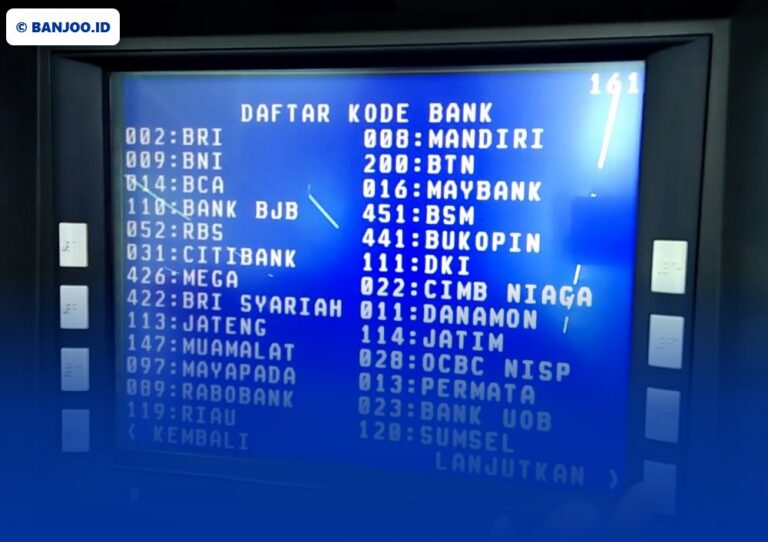 © BANJOO.ID
161
DAFTAR KODE BANK
002:BRI 008:MANDIRI
009:BNI 200:BTN
014:BCA 016:MAYBANK
110:BANK BJB 451:BSM
052:RBS 441:BUKOPIN
031:CITIBANK 111:DKI
426:MEGA 022:CIMB NIAGA
422:BRI SYARIAH 011:DANAMON
113:JATENG 114:JATIM
147:MUAMALAT 028:OCBC NISP
097:MAYAPADA 013:PERMATA
089:RABOBANK 023:BANK UOB
119:RIAU 120:SUMSEL
< KEMBALI LANJUTKAN >